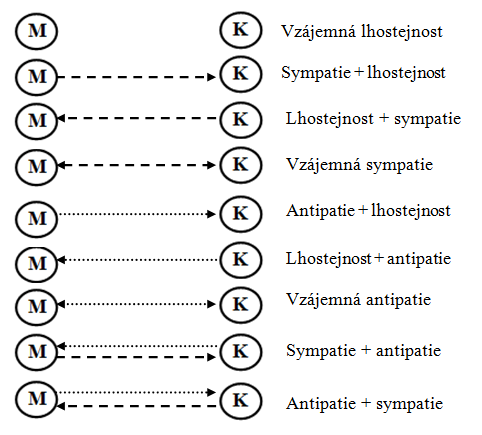 M K Vzájemná lhostejnost
M K Sympatie + lhostejnost
M K Lhostejnost + sympatie
M K Vzájemná sympatie
M K Antipatie + lhostejnost
M K Lhostejnost + antipatie
M K Vzájemná antipatie
M K Sympatie + antipatie
M K Antipatie + sympatie